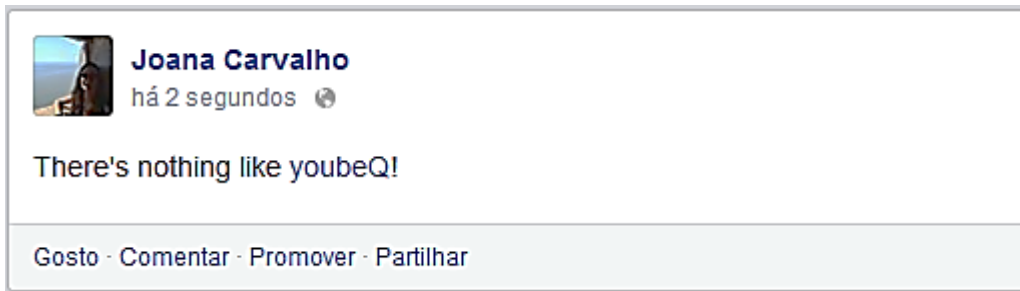 Joana Carvalho
há 2 segundos
There's nothing like youbeQ!
Gosto · Comentar · Promover · Partilhar